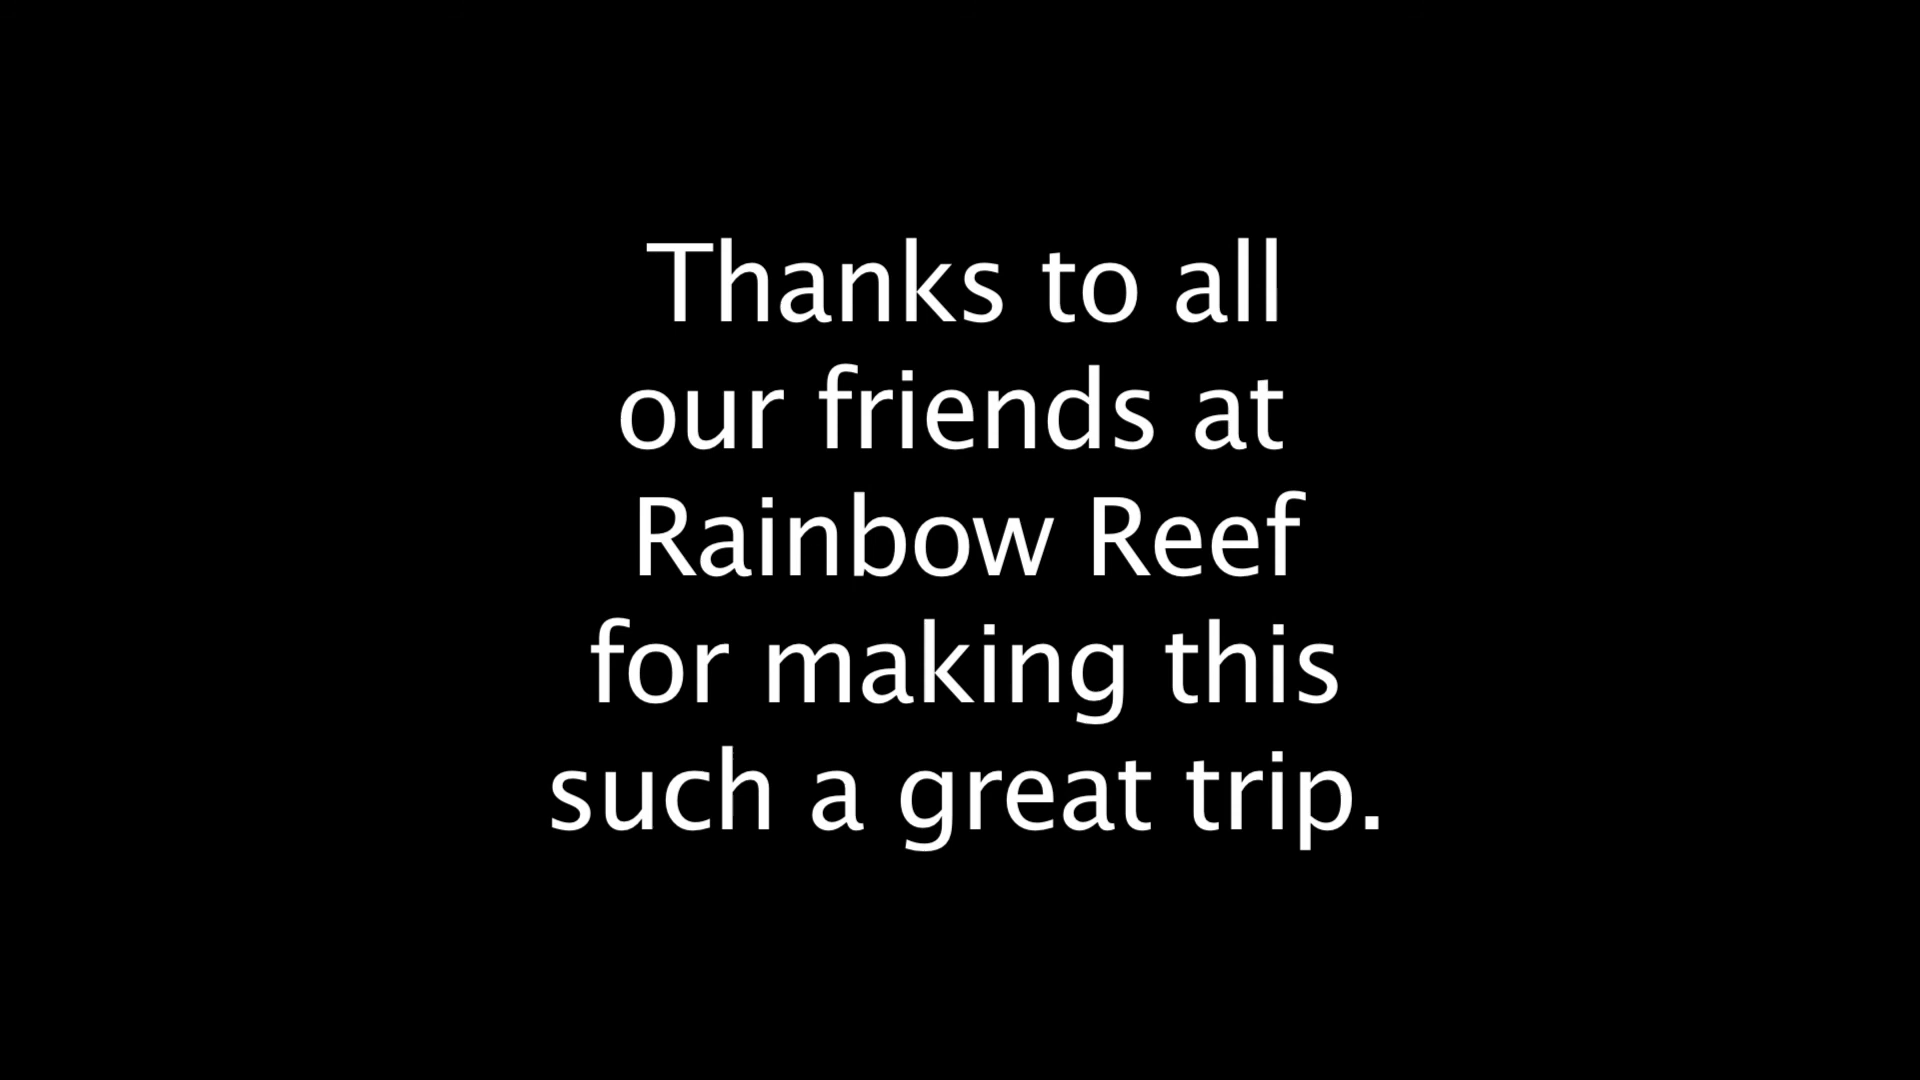 Thanks to all
our friends at
Rainbow Reef
for making this
such a great trip.